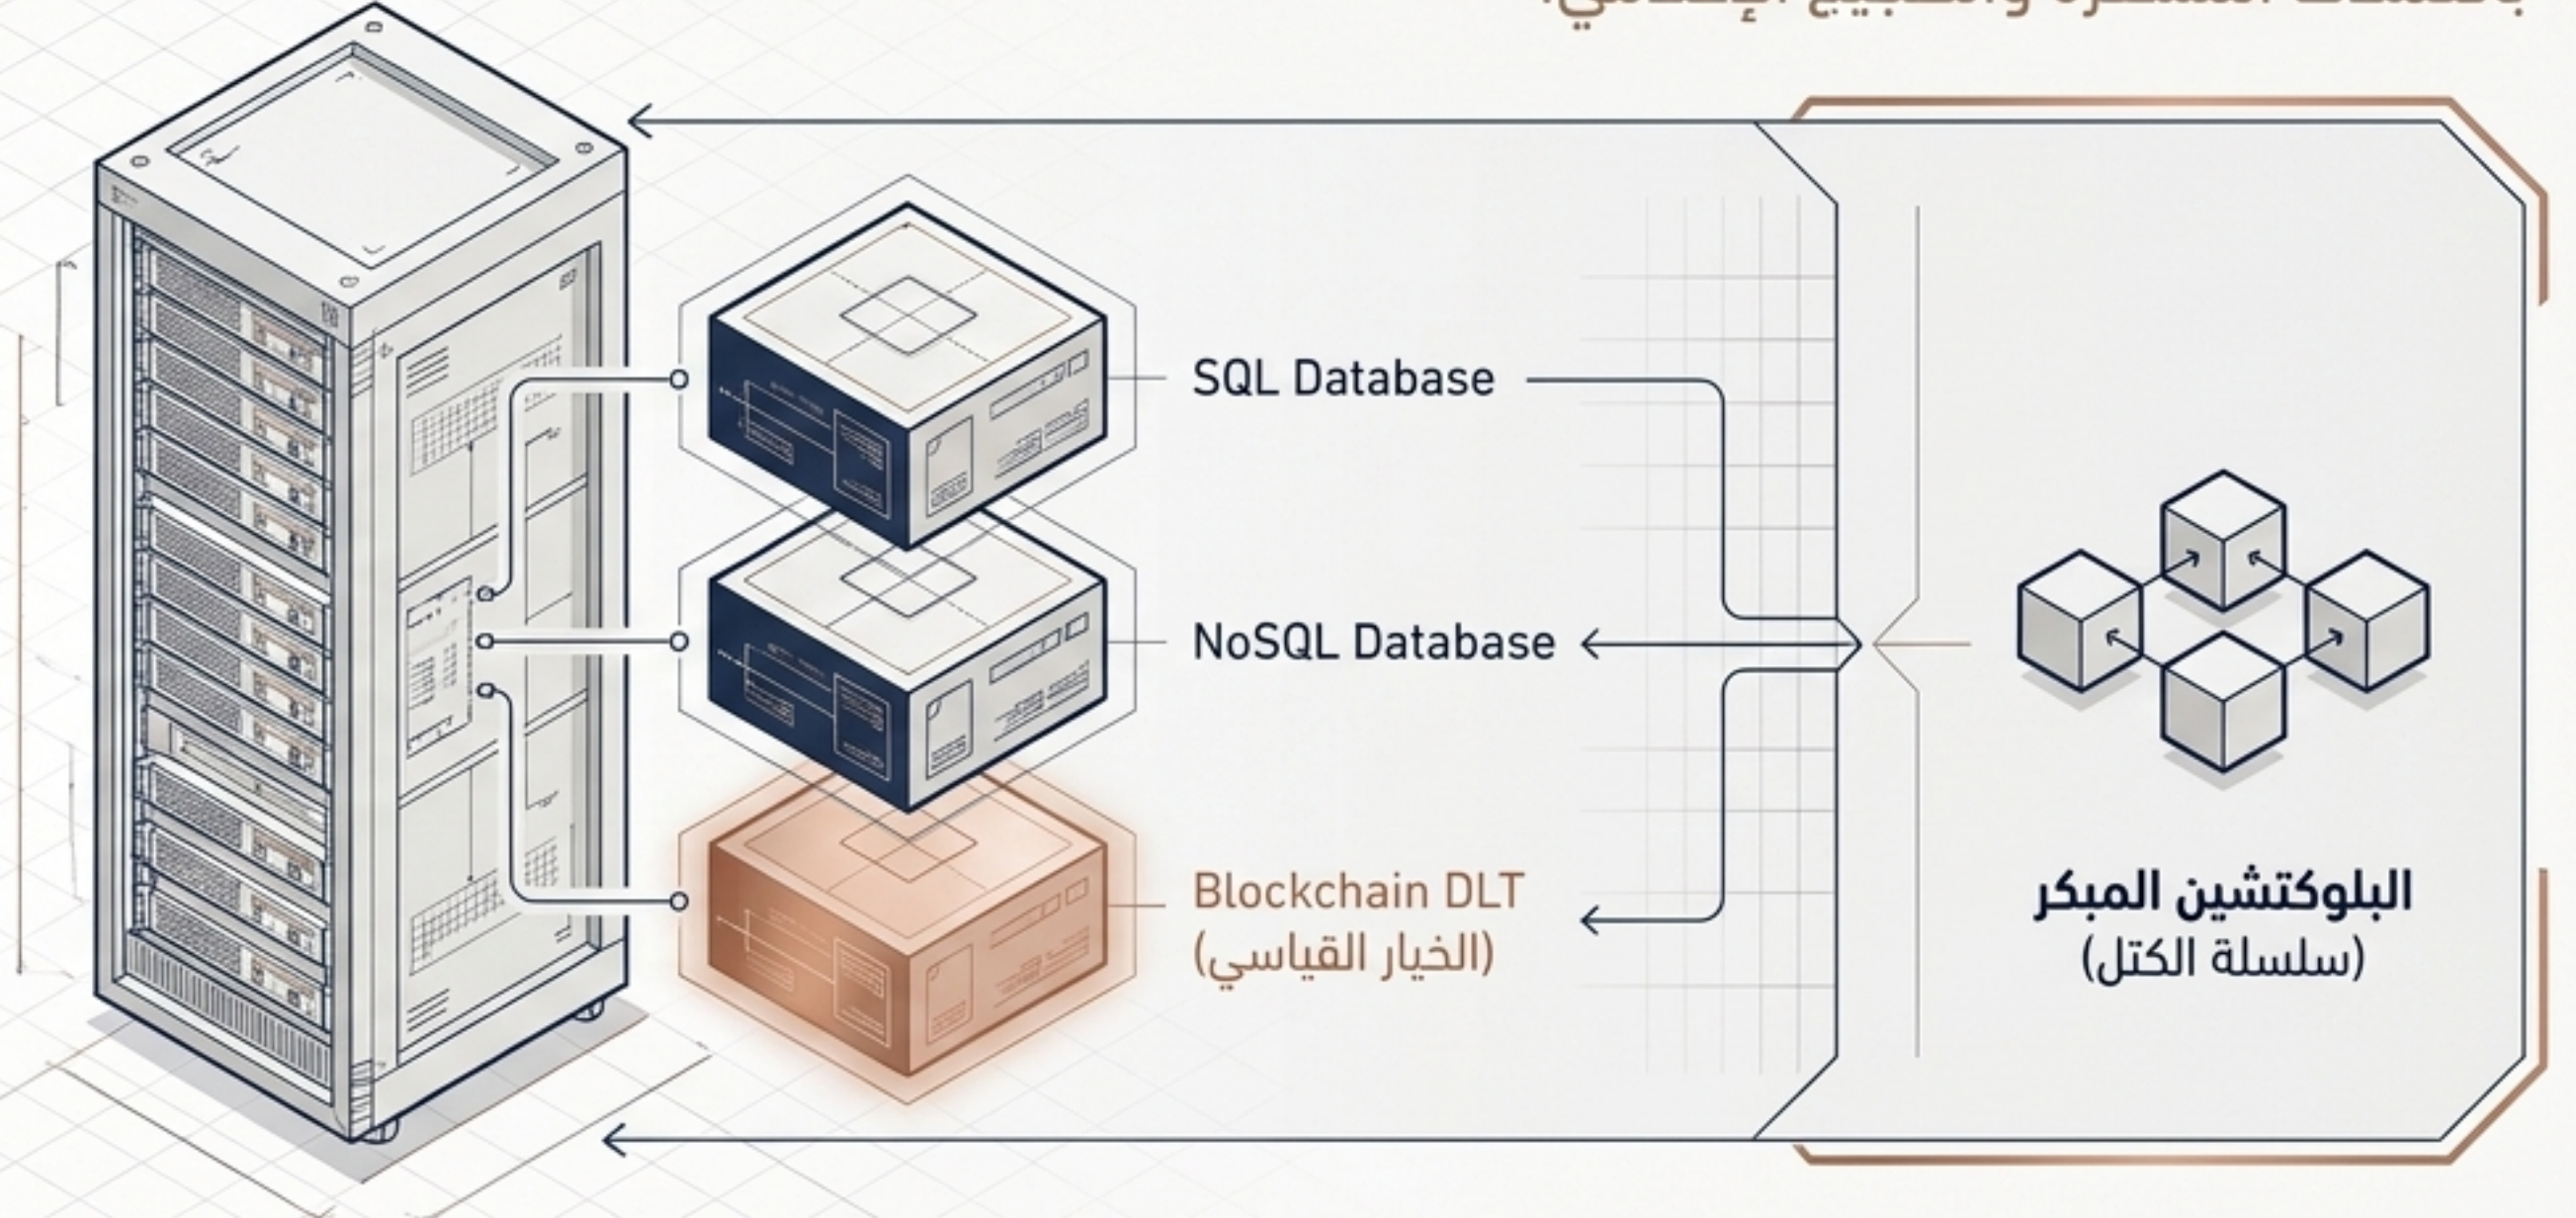 SQL Database
NoSQL Database
Blockchain DLT
(الخيار القياسي)
البلوكتشين المبكر
(سلسلة الكتل)